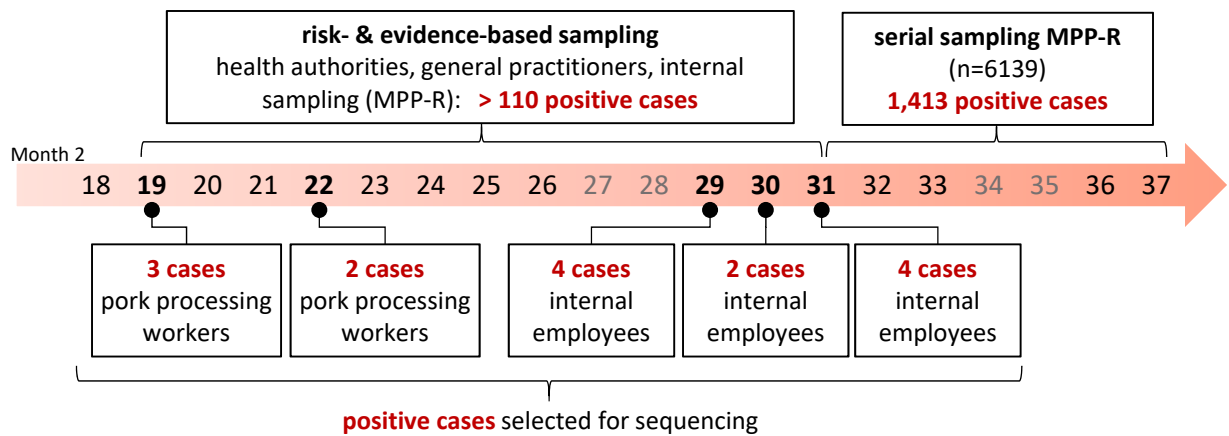 risk- & evidence-based sampling
health authorities, general practitioners, internal
sampling (MPP-R): > 110 positive cases
serial sampling MPP-R
(n=6139)
1,413 positive cases
Month 2
18 19 20 21 22 23 24 25 26 27 28 29 30 31 32 33 34 35 36 37
3 cases
pork processing
workers
2 cases
pork processing
workers
4 cases
internal
employees
2 cases
internal
employees
4 cases
internal
employees
positive cases selected for sequencing